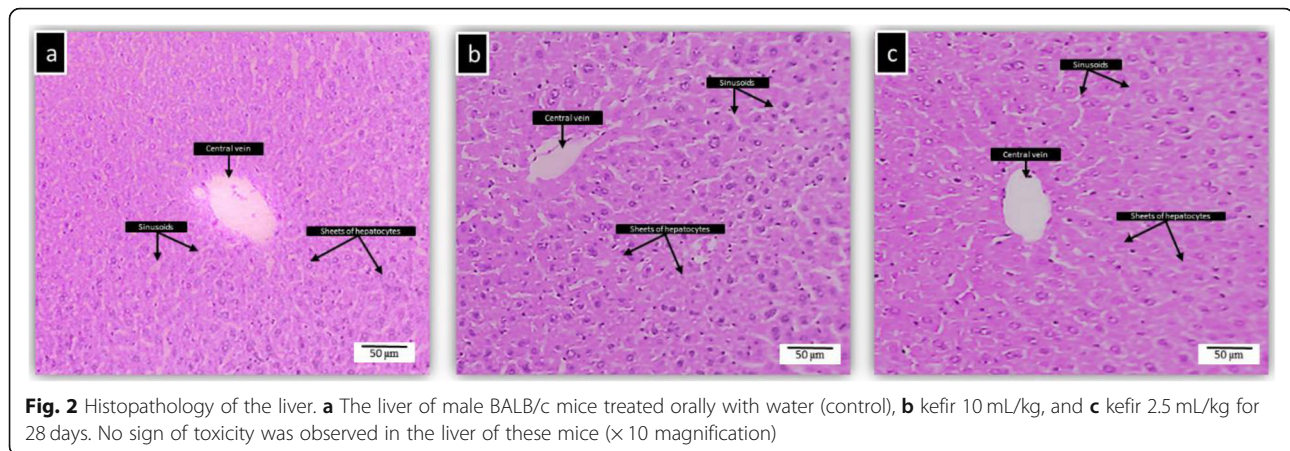 a
Central vein
Sinusoids
Sheets of hepatocytes
50 µm
b
Sinusoids
Central vein
Sheets of hepatocytes
50 µm
c
Sinusoids
Central vein
Sheets of hepatocytes
50 µm
Fig. 2 Histopathology of the liver. a The liver of male BALB/c mice treated orally with water (control), b kefir 10 mL/kg, and c kefir 2.5 mL/kg for
28 days. No sign of toxicity was observed in the liver of these mice (× 10 magnification)